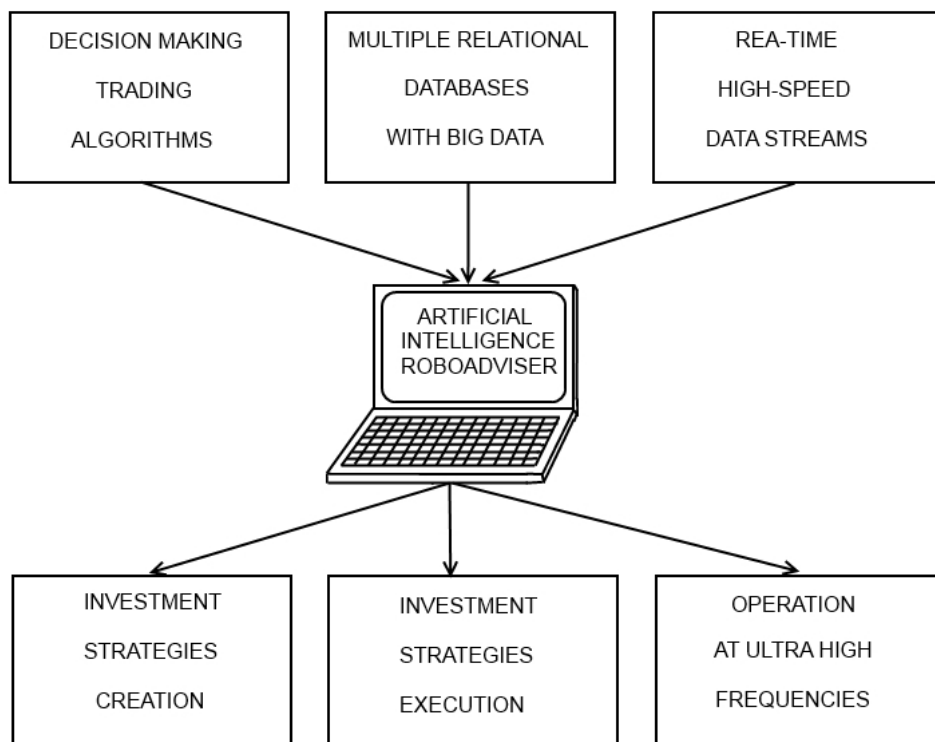 DECISION MAKING
TRADING
ALGORITHMS
MULTIPLE RELATIONAL
DATABASES
WITH BIG DATA
REA-TIME
HIGH-SPEED
DATA STREAMS
ARTIFICIAL
INTELLIGENCE
ROBOADVISER
INVESTMENT
STRATEGIES
CREATION
INVESTMENT
STRATEGIES
EXECUTION
OPERATION
AT ULTRA HIGH
FREQUENCIES